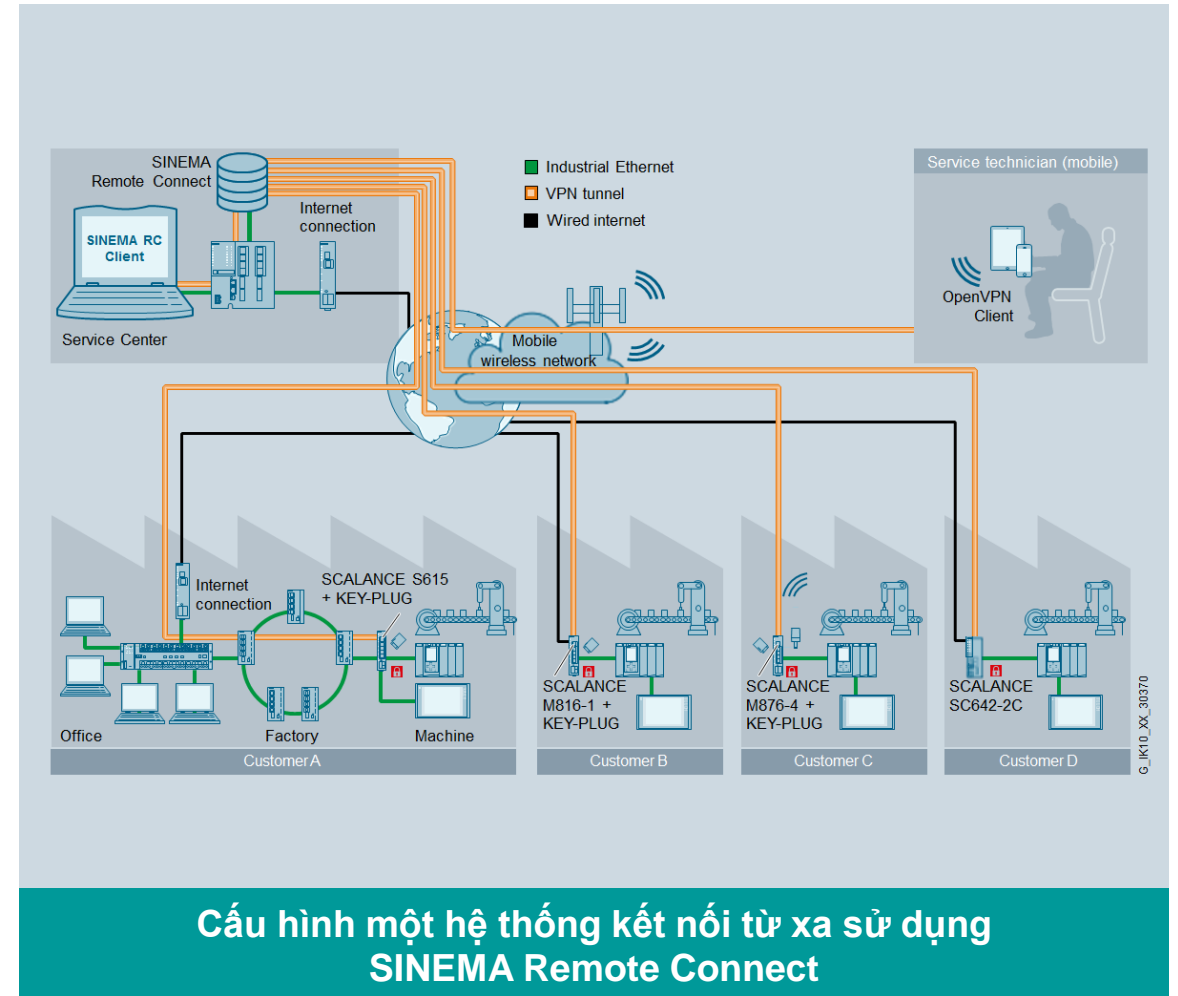 SINEMA
Remote Connect
Internet
connection
SINEMA RC
Client
Service Center
Industrial Ethernet
VPN tunnel
Wired internet
Service technician (mobile)
OpenVPN
Client
Mobile
wireless network
Internet
connection
SCALANCE S615
+ KEY-PLUG
Office
Factory
Machine
Customer A
SCALANCE
M816-1 +
KEY-PLUG
Customer B
SCALANCE
M876-4 +
KEY-PLUG
Customer C
SCALANCE
SC642-2C
Customer D
G_IK10_XX_30370
Cấu hình một hệ thống kết nối từ xa sử dụng
SINEMA Remote Connect